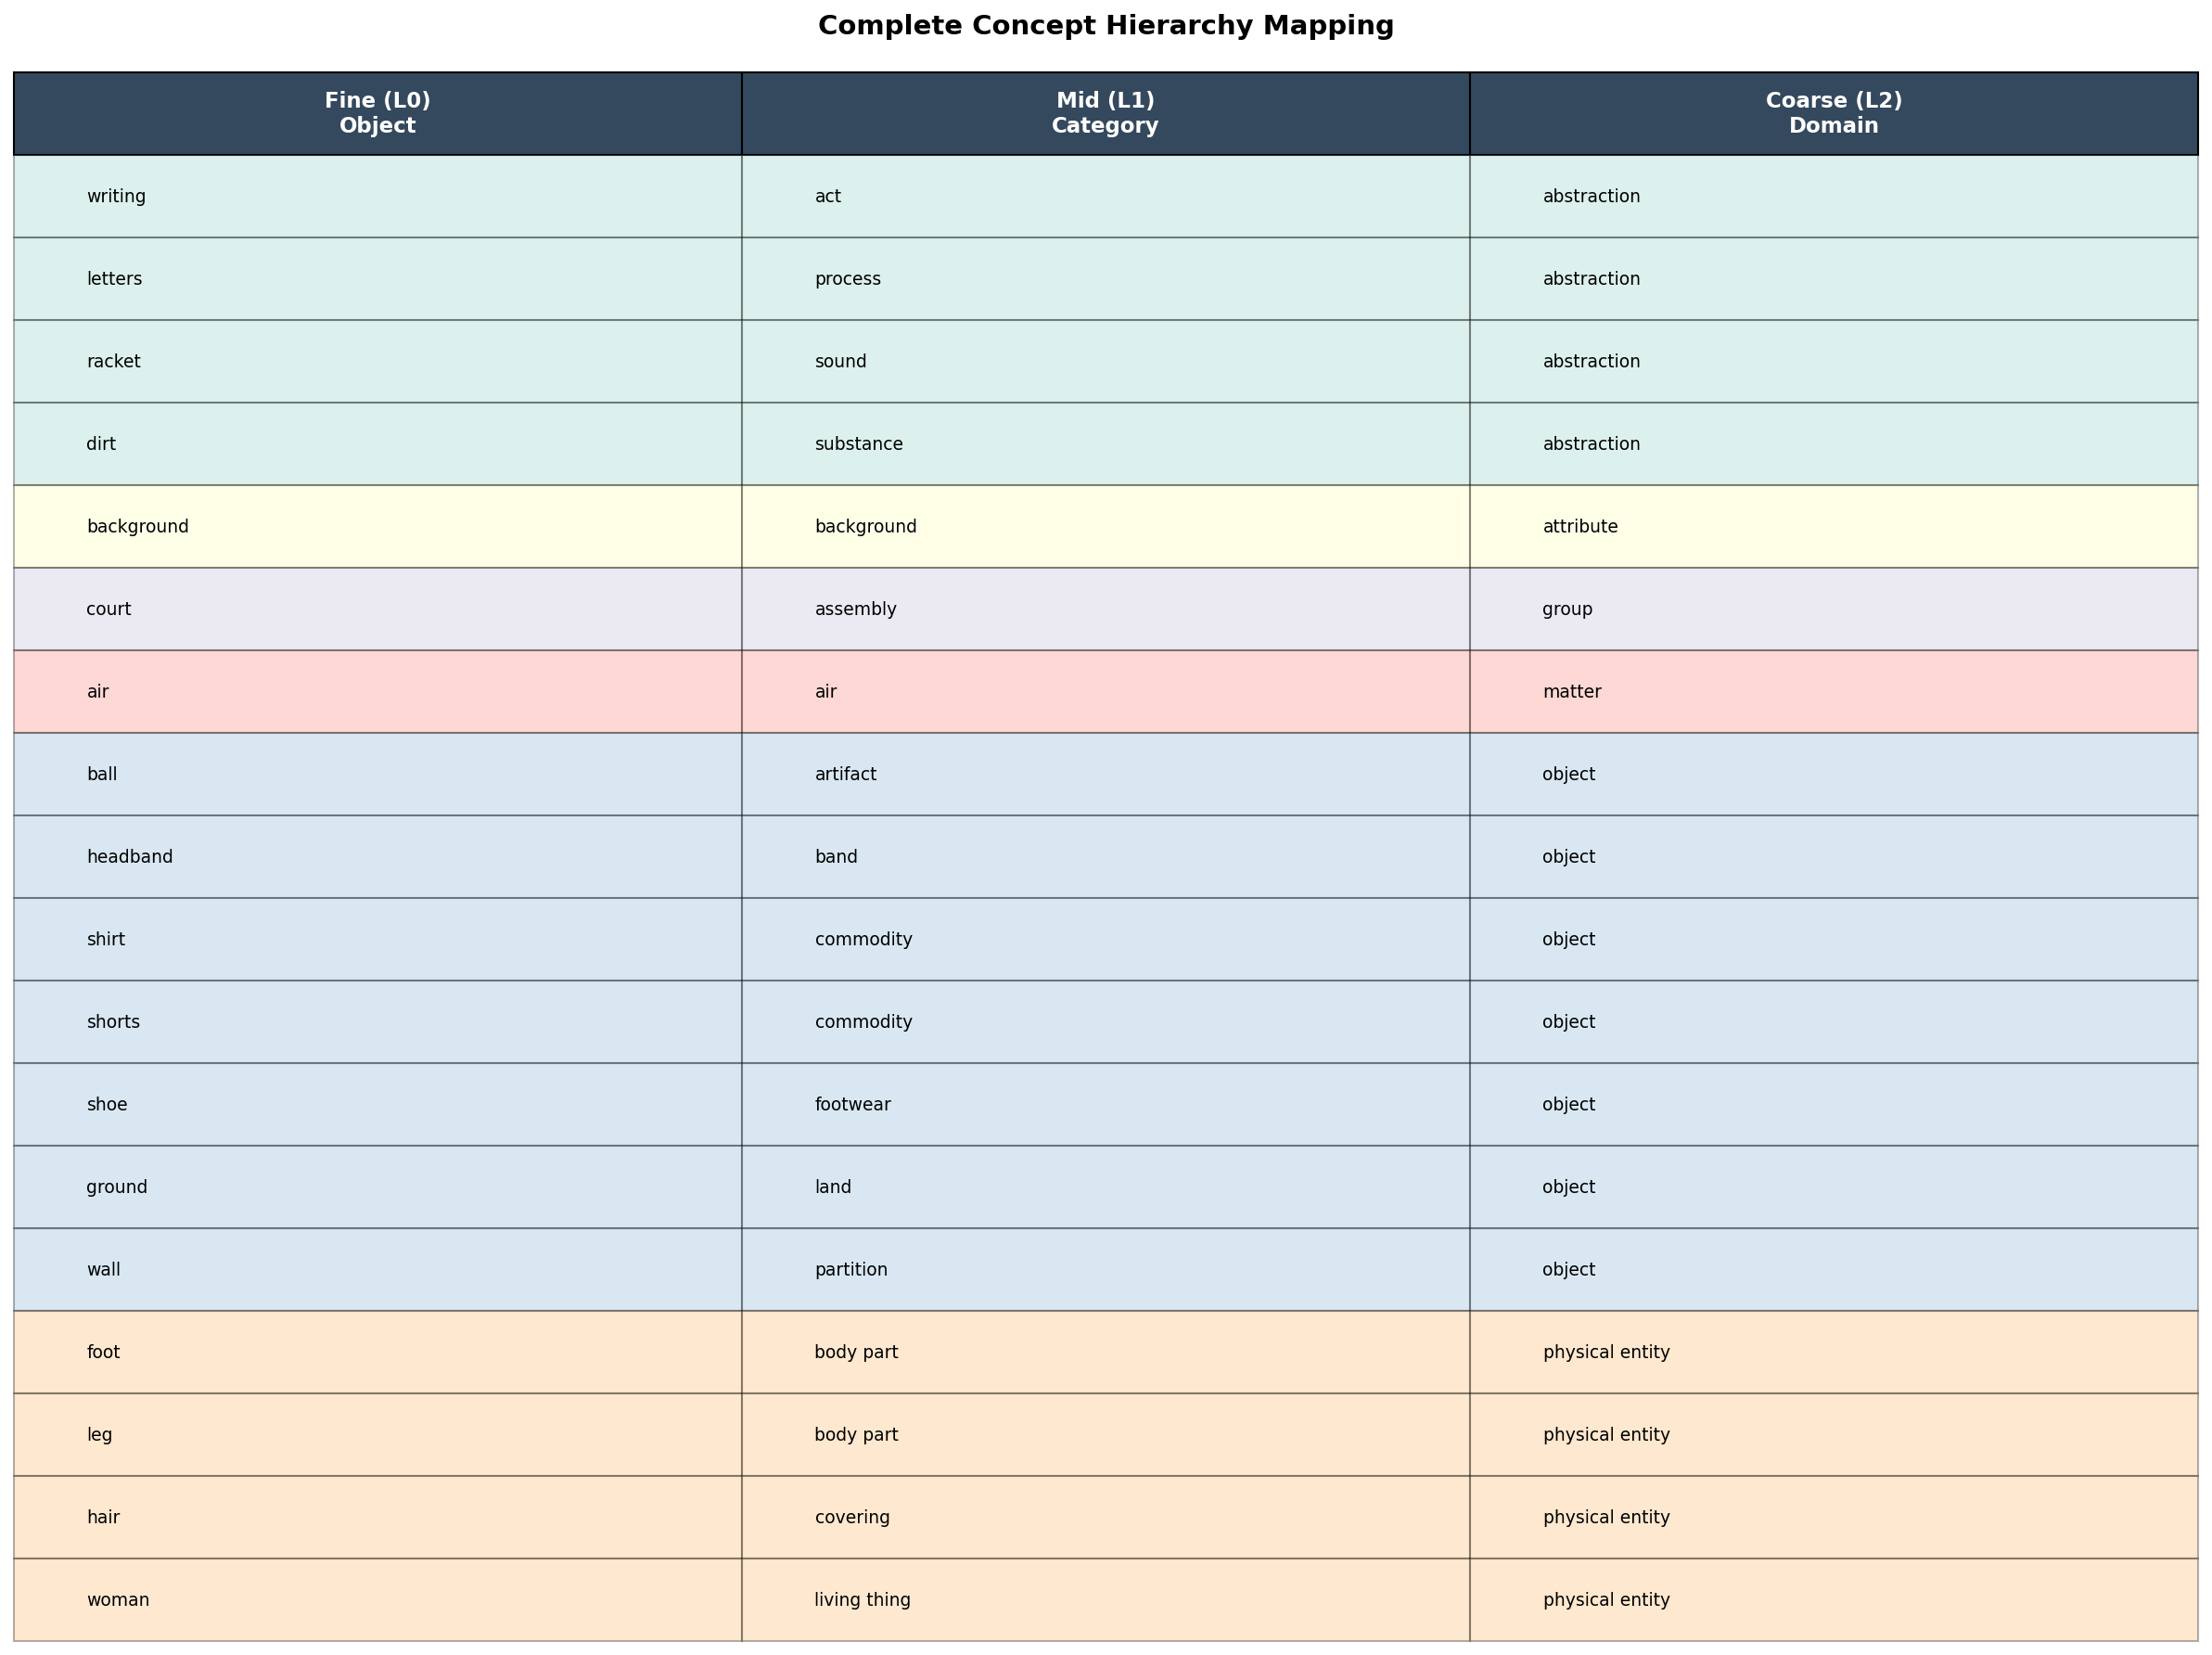 Complete Concept Hierarchy Mapping
Fine (L0) Object Mid (L1) Category Coarse (L2) Domain
writing act abstraction
letters process abstraction
racket sound abstraction
dirt substance abstraction
background background attribute
court assembly group
air air matter
ball artifact object
headband band object
shirt commodity object
shorts commodity object
shoe footwear object
ground land object
wall partition object
foot body part physical entity
leg body part physical entity
hair covering physical entity
woman living thing physical entity